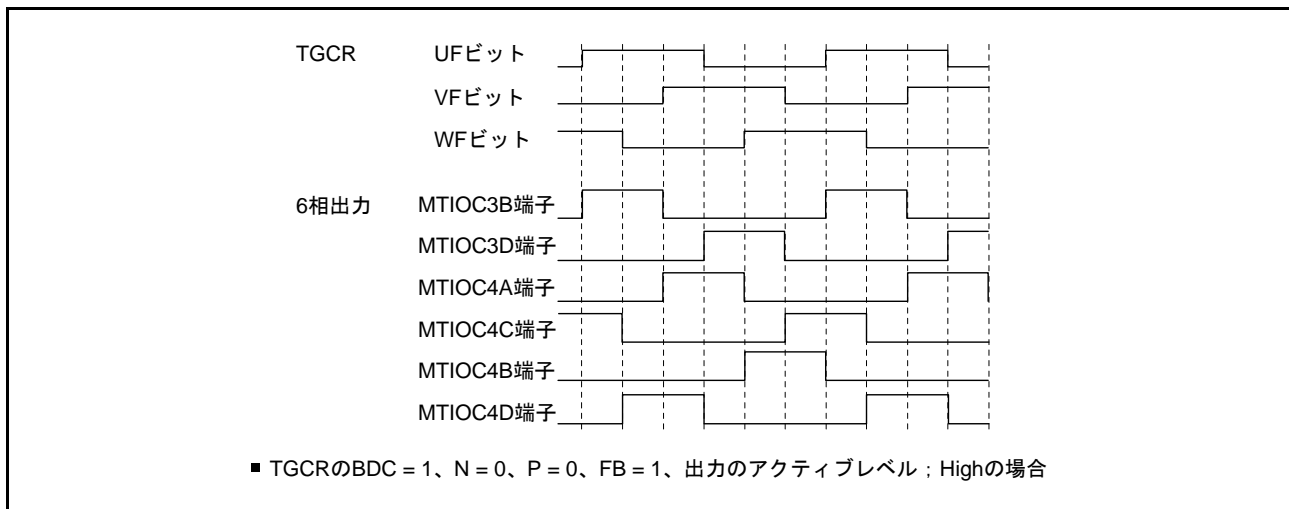 TGCR UFビット
VFビット
WFビット
6相出力 MTIOC3B端子
MTIOC3D端子
MTIOC4A端子
MTIOC4C端子
MTIOC4B端子
MTIOC4D端子
■ TGCRのBDC = 1、N = 0、P = 0、FB = 1、出力のアクティブレベル；Highの場合